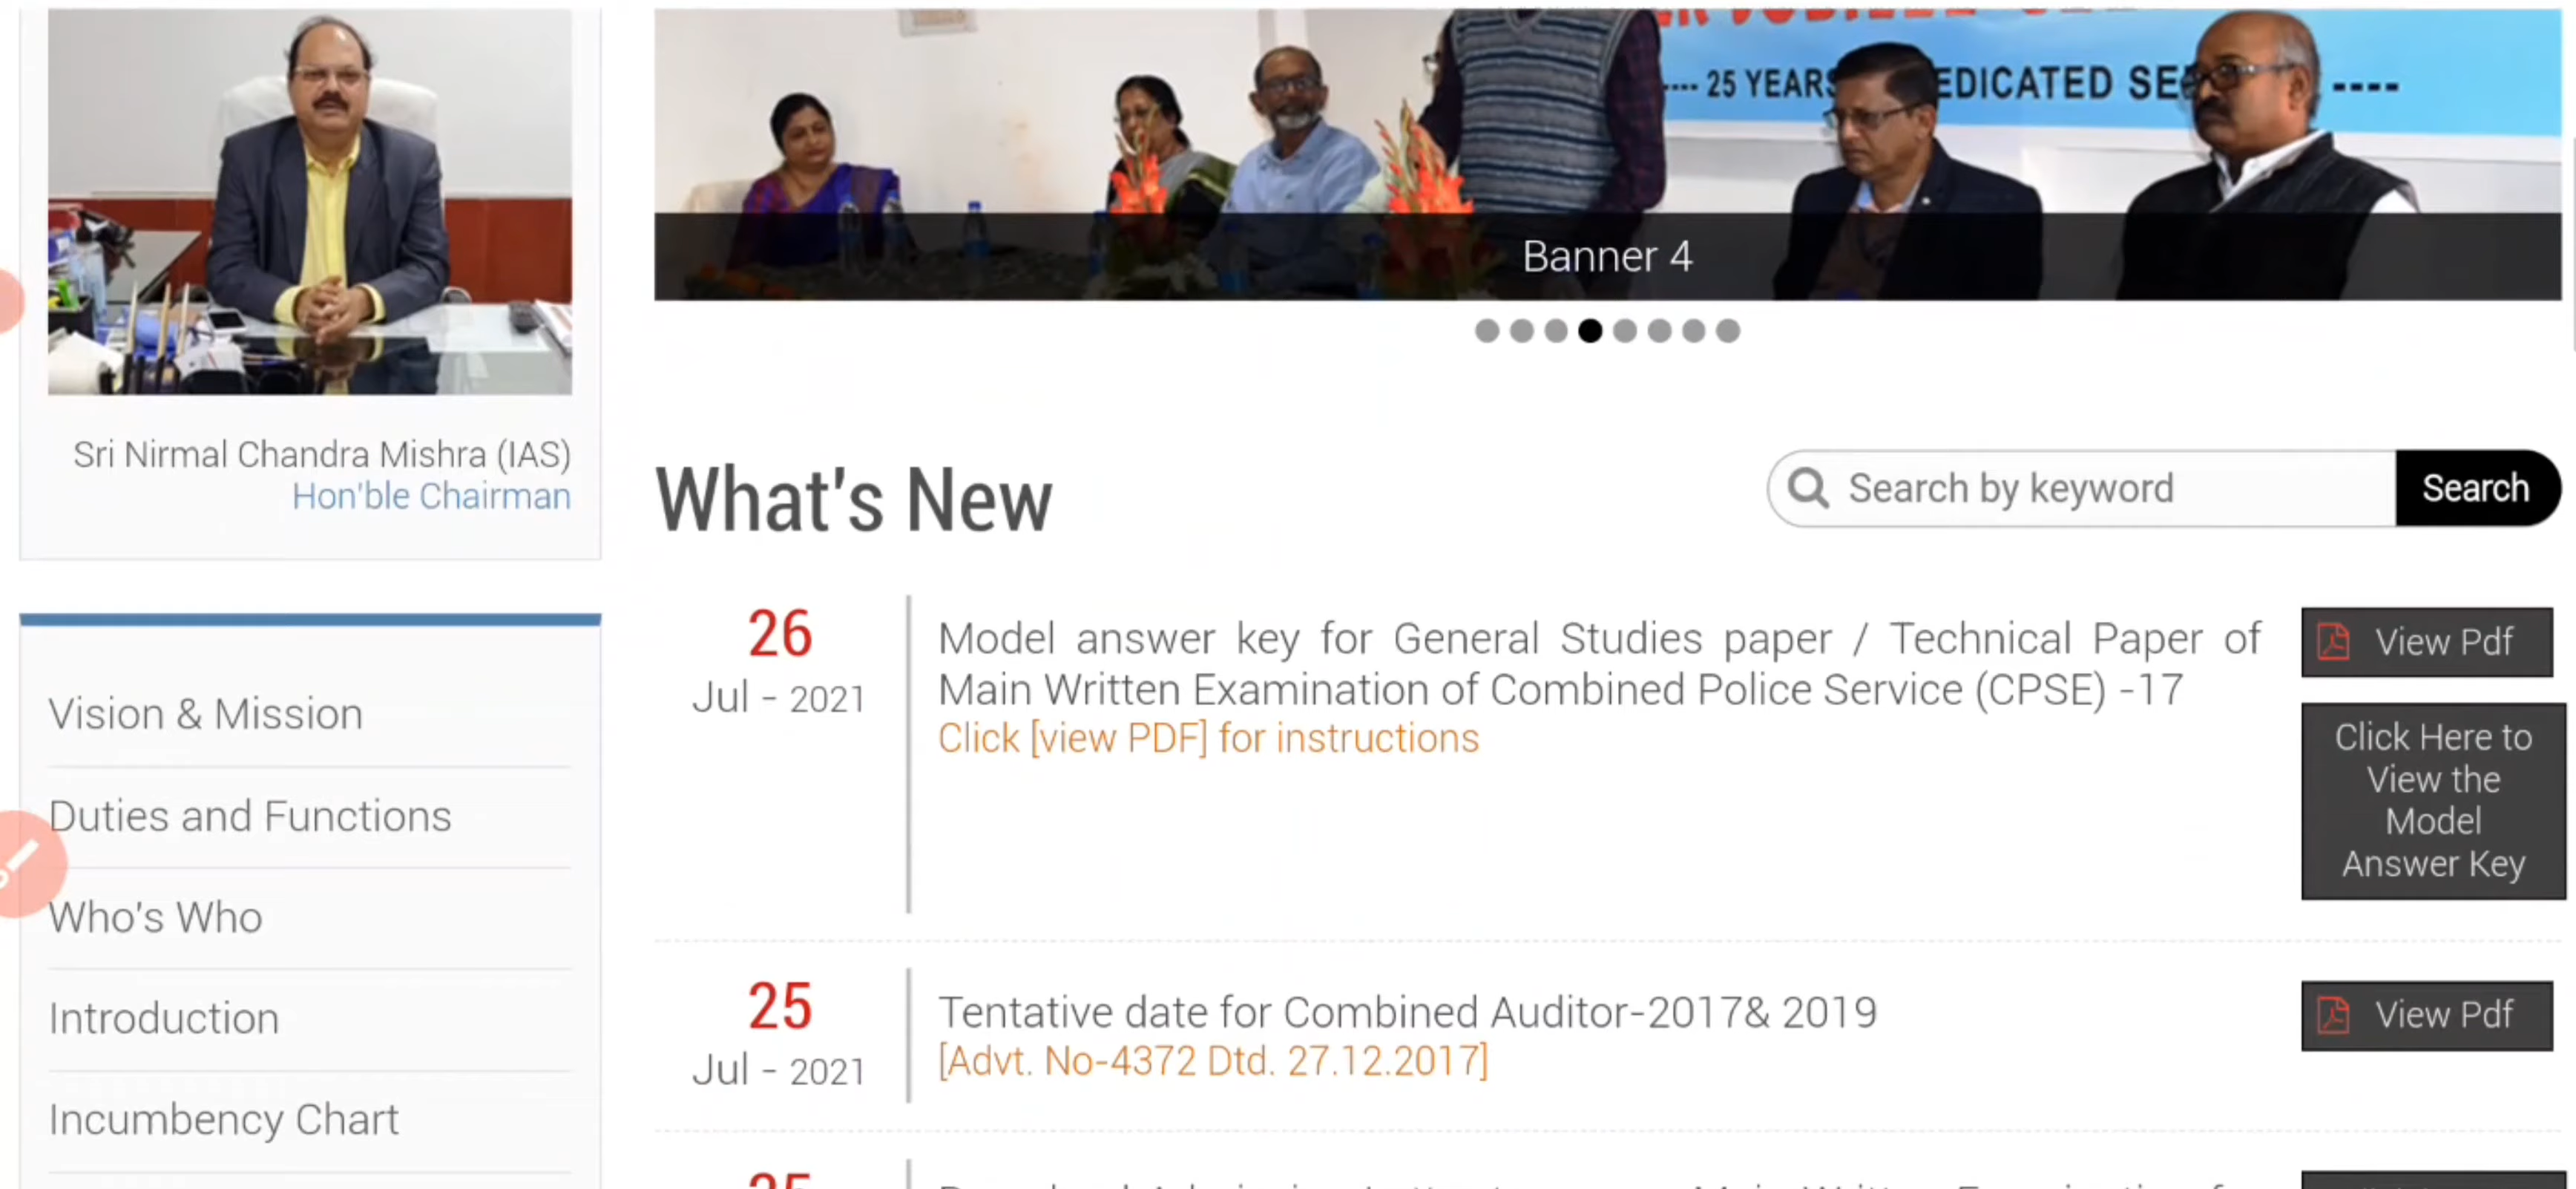 ---- 25 YEARS EDICATED SE ----
Banner 4
Sri Nirmal Chandra Mishra (IAS)
Hon'ble Chairman
What's New
Search by keyword
Search
26
Jul - 2021
Model answer key for General Studies paper / Technical Paper of
Main Written Examination of Combined Police Service (CPSE) -17
Click [view PDF] for instructions
View Pdf
Click Here to
View the
Model
Answer Key
25
Jul - 2021
Tentative date for Combined Auditor-2017& 2019
[Advt. No-4372 Dtd. 27.12.2017]
View Pdf
Vision & Mission
Duties and Functions
Who's Who
Introduction
Incumbency Chart